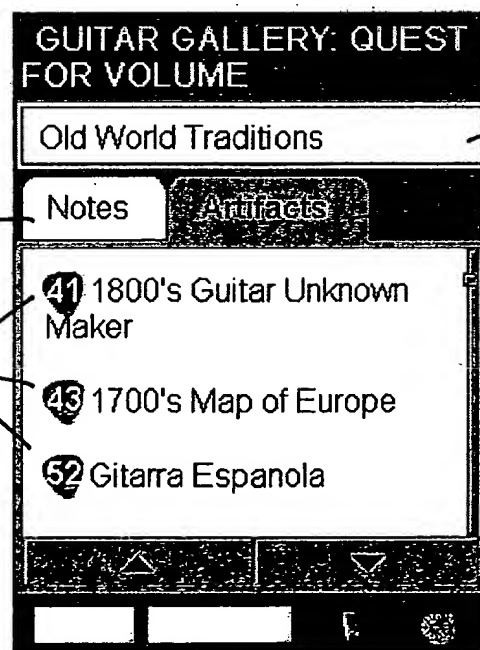 GUITAR GALLERY: QUEST
FOR VOLUME
Old World Traditions
Notes Artifacts
41 1800's Guitar Unknown
Maker
43 1700's Map of Europe
52 Gitarra Espanola